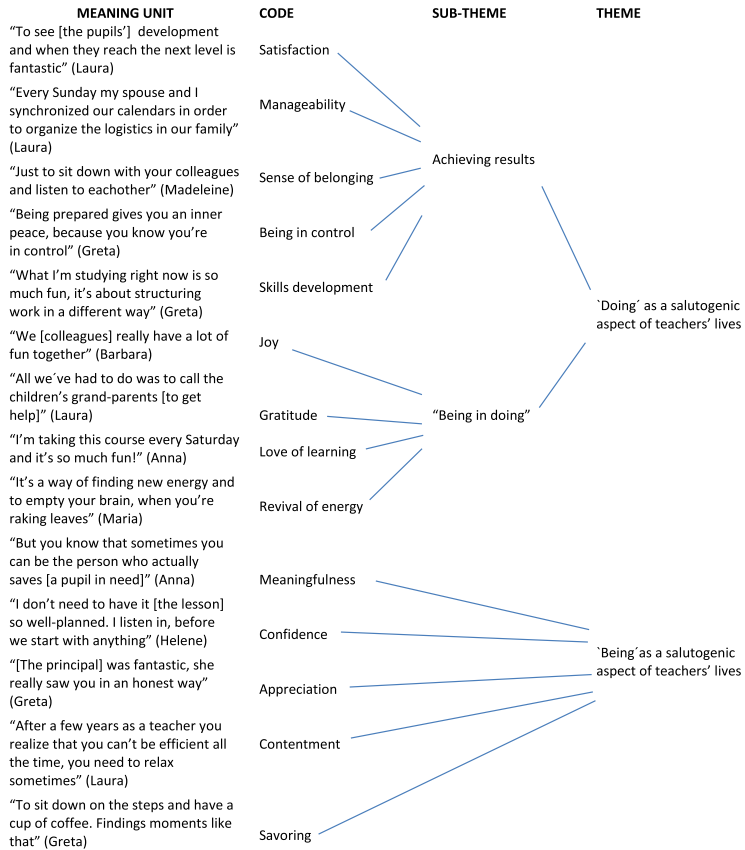 MEANING UNIT CODE SUB-THEME THEME
“To see [the pupils’] development
and when they reach the next level is
fantastic” (Laura)
Satisfaction
“Every Sunday my spouse and I
synchronized our calendars in order
to organize the logistics in our family”
(Laura)
Manageability
“Just to sit down with your colleagues
and listen to eachother” (Madeleine)
Sense of belonging
“Being prepared gives you an inner
peace, because you know you’re
in control” (Greta)
Being in control
“What I’m studying right now is so
much fun, it’s about structuring
work in a different way” (Greta)
Skills development
Achieving results
“We [colleagues] really have a lot of
fun together” (Barbara)
Joy
“All we´ve had to do was to call the
children’s grand-parents [to get
help]” (Laura)
Gratitude
“I’m taking this course every Saturday
and it’s so much fun!” (Anna)
Love of learning
“It’s a way of finding new energy and
to empty your brain, when you’re
raking leaves” (Maria)
Revival of energy
“Being in doing”
`Doing´ as a salutogenic
aspect of teachers’ lives
“But you know that sometimes you
can be the person who actually
saves [a pupil in need]” (Anna)
Meaningfulness
“I don’t need to have it [the lesson]
so well-planned. I listen in, before
we start with anything” (Helene)
Confidence
“[The principal] was fantastic, she
really saw you in an honest way”
(Greta)
Appreciation
“After a few years as a teacher you
realize that you can’t be efficient all
the time, you need to relax
sometimes” (Laura)
Contentment
“To sit down on the steps and have a
cup of coffee. Findings moments like
that” (Greta)
Savoring
`Being´as a salutogenic
aspect of teachers’ lives